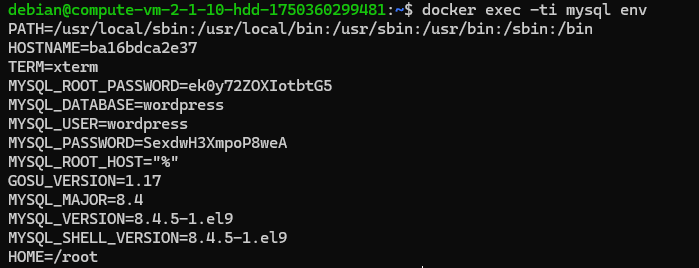 debian@compute-vm-2-1-10-hdd-1750360299481:~$ docker exec -ti mysql env
PATH=/usr/local/sbin:/usr/local/bin:/usr/sbin:/usr/bin:/sbin:/bin
HOSTNAME=ba16bdca2e37
TERM=xterm
MYSQL_ROOT_PASSWORD=ek0y72ZOXIotbtG5
MYSQL_DATABASE=wordpress
MYSQL_USER=wordpress
MYSQL_PASSWORD=SexdwH3XmpoP8weA
MYSQL_ROOT_HOST="%"
GOSU_VERSION=1.17
MYSQL_MAJOR=8.4
MYSQL_VERSION=8.4.5-1.el9
MYSQL_SHELL_VERSION=8.4.5-1.el9
HOME=/root